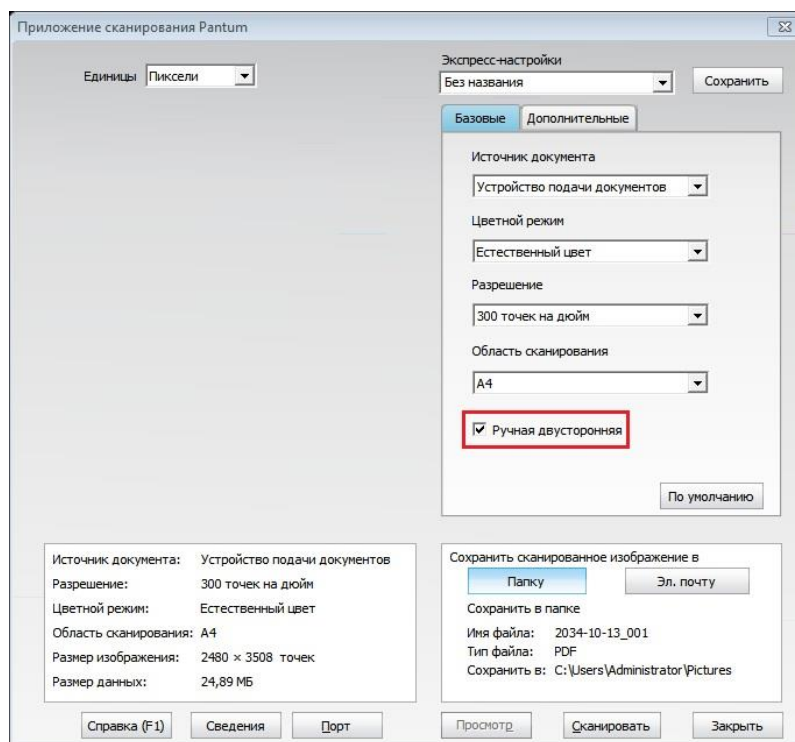 Приложение сканирования Pantum
Единицы Пиксели
Экспресс-настройки
Без названия Сохранить
Базовые Дополнительные
Источник документа
Устройство подачи документов
Цветной режим
Естественный цвет
Разрешение
300 точек на дюйм
Область сканирования
A4
Ручная двусторонняя
По умолчанию
Источник документа: Устройство подачи документов
Разрешение: 300 точек на дюйм
Цветной режим: Естественный цвет
Область сканирования: A4
Размер изображения: 2480 × 3508 точек
Размер данных: 24,89 МБ
Сохранить сканированное изображение в
Папку Эл. почту
Сохранить в папке
Имя файла: 2034-10-13_001
Тип файла: PDF
Сохранить в: C:\Users\Administrator\Pictures
Справка (F1) Сведения Порт Просмотр Сканировать Закрыть